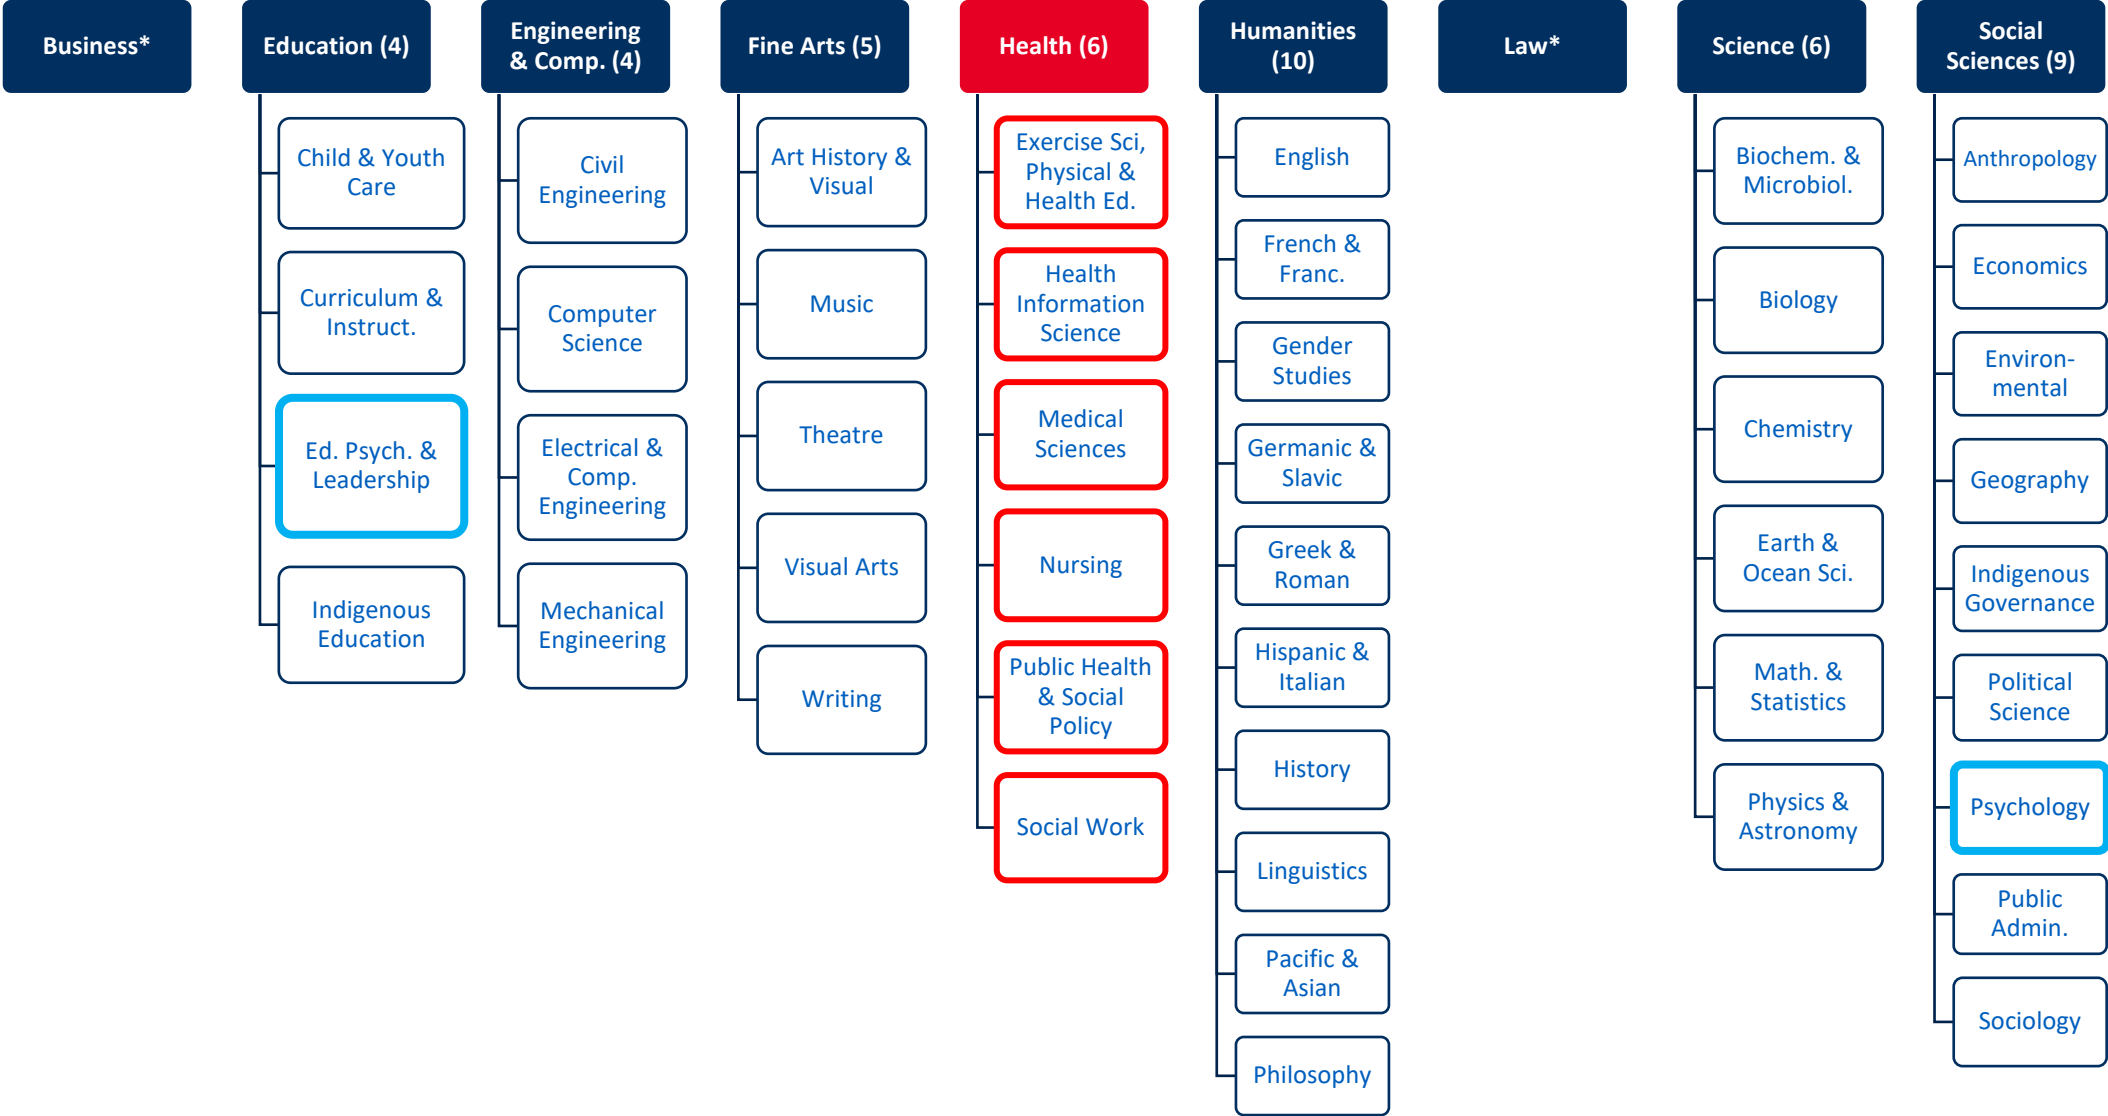 Business*
Education (4)
Child & Youth
Care
Curriculum &
Instruct.
Ed. Psych. &
Leadership
Indigenous
Education
Engineering
& Comp. (4)
Civil
Engineering
Computer
Science
Electrical &
Comp.
Engineering
Mechanical
Engineering
Fine Arts (5)
Art History &
Visual
Music
Theatre
Visual Arts
Writing
Health (6)
Exercise Sci,
Physical &
Health Ed.
Health
Information
Science
Medical
Sciences
Nursing
Public Health
& Social
Policy
Social Work
Humanities
(10)
English
French &
Franc.
Gender
Studies
Germanic &
Slavic
Greek &
Roman
Hispanic &
Italian
History
Linguistics
Pacific &
Asian
Philosophy
Law*
Science (6)
Biochem. &
Microbiol.
Biology
Chemistry
Earth &
Ocean Sci.
Math. &
Statistics
Physics &
Astronomy
Social
Sciences (9)
Anthropology
Economics
Environ-
mental
Geography
Indigenous
Governance
Political
Science
Psychology
Public
Admin.
Sociology